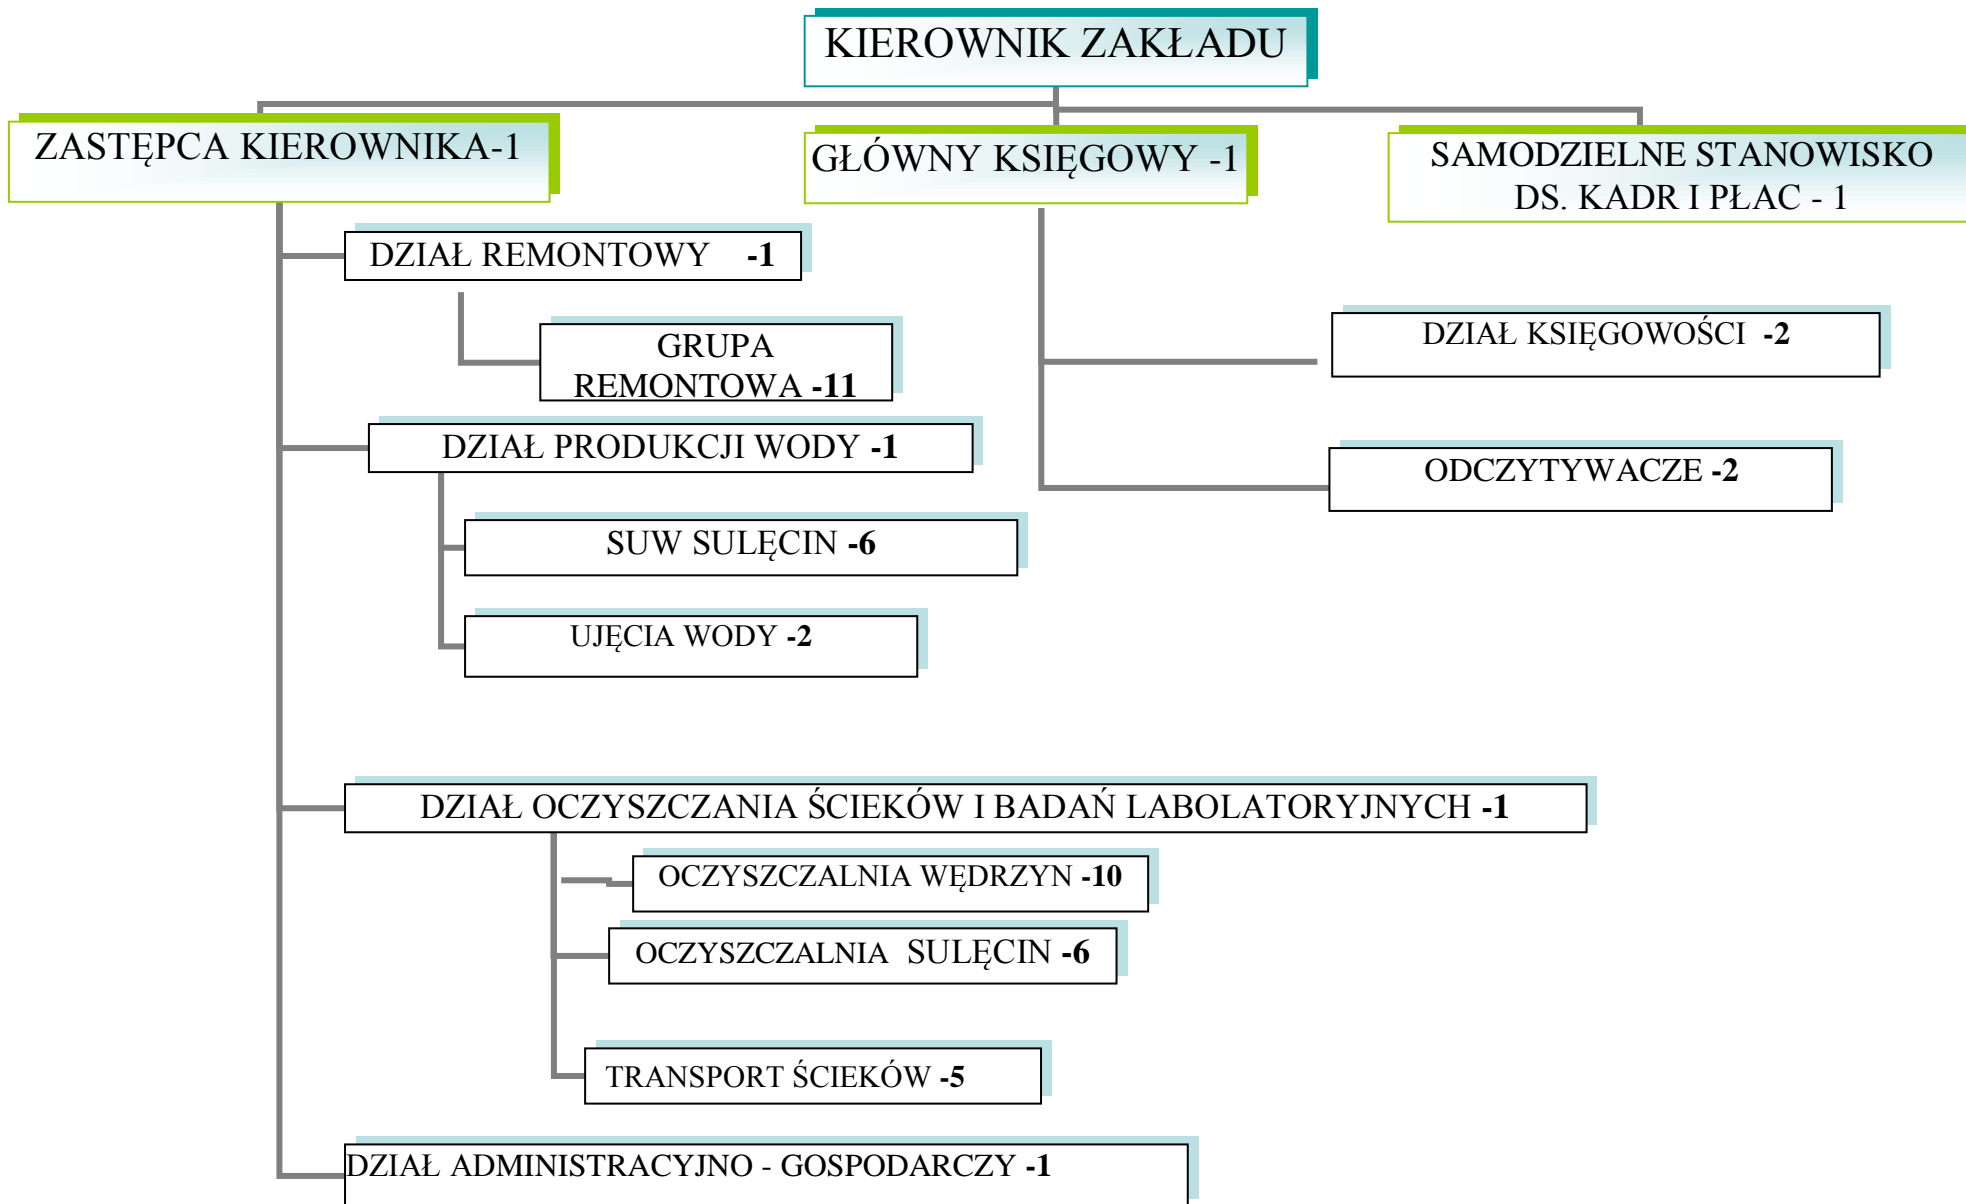 KIEROWNIK ZAKŁADU
ZASTĘPCA KIEROWNIKA-1
GŁÓWNY KSIĘGOWY -1
SAMODZIELNE STANOWISKO
DS. KADR I PŁAC - 1
DZIAŁ REMONTOWY -1
GRUPA
REMONTOWA -11
DZIAŁ PRODUKCJI WODY -1
SUW SULĘCIN -6
UJĘCIA WODY -2
DZIAŁ KSIĘGOWOŚCI -2
ODCZYTYWACZE -2
DZIAŁ OCZYSZCZANIA ŚCIEKÓW I BADAŃ LABOLATORYJNYCH -1
OCZYSZCZALNIA WĘDRZYN -10
OCZYSZCZALNIA SULĘCIN -6
TRANSPORT ŚCIEKÓW -5
DZIAŁ ADMINISTRACYJNO - GOSPODARCZY -1